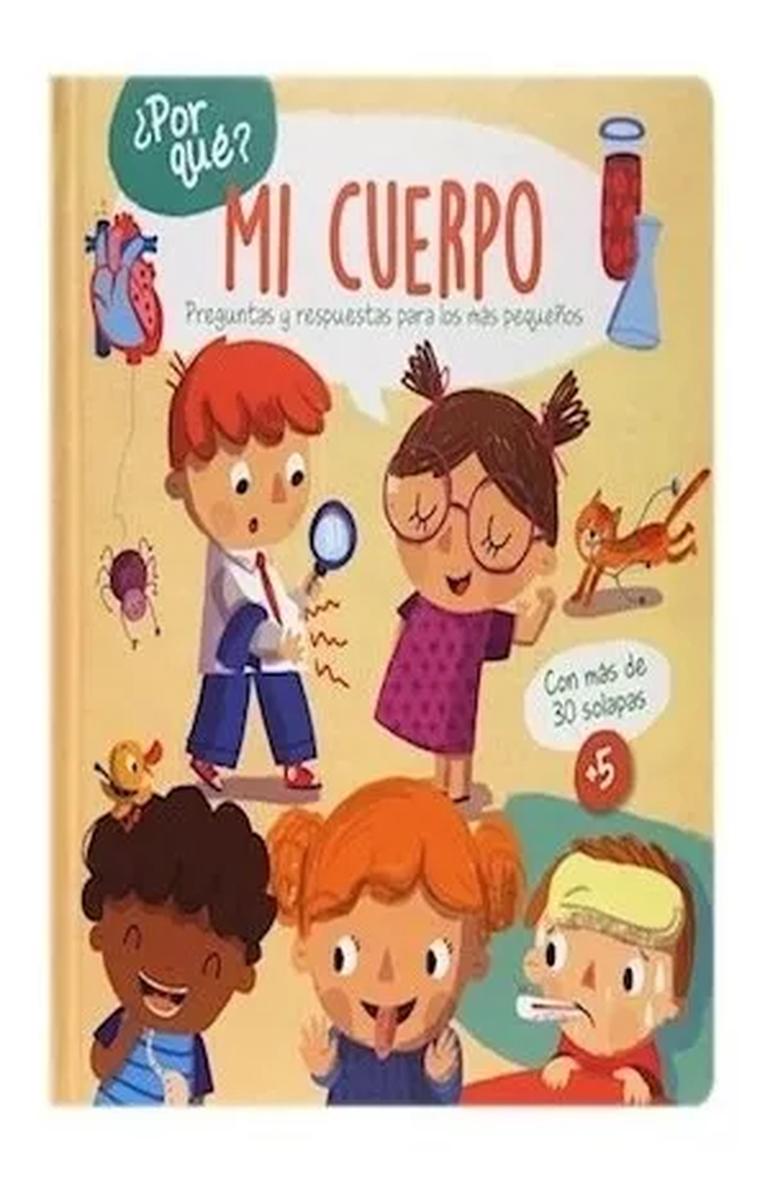 ¿Por
qué?
MI CUERPO
Preguntas y respuestas para los más pequeños
Con más de
30 solapas
+5